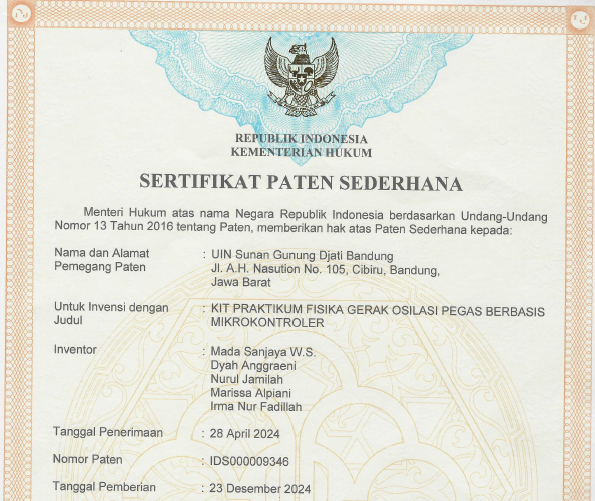 REPUBLIK INDONESIA
KEMENTERIAN HUKUM
SERTIFIKAT PATEN SEDERHANA
Menteri Hukum atas nama Negara Republik Indonesia berdasarkan Undang-Undang
Nomor 13 Tahun 2016 tentang Paten, memberikan hak atas Paten Sederhana kepada:
Nama dan Alamat : UIN Sunan Gunung Djati Bandung
Pemegang Paten Jl. A.H. Nasution No. 105, Cibiru, Bandung,
Jawa Barat
Untuk Invensi dengan : KIT PRAKTIKUM FISIKA GERAK OSILASI PEGAS BERBASIS
Judul MIKROKONTROLER
Inventor : Mada Sanjaya W.S.
Dyah Anggraeni
Nurul Jamilah
Marissa Alpiani
Irma Nur Fadillah
Tanggal Penerimaan : 28 April 2024
Nomor Paten : IDS000009346
Tanggal Pemberian : 23 Desember 2024